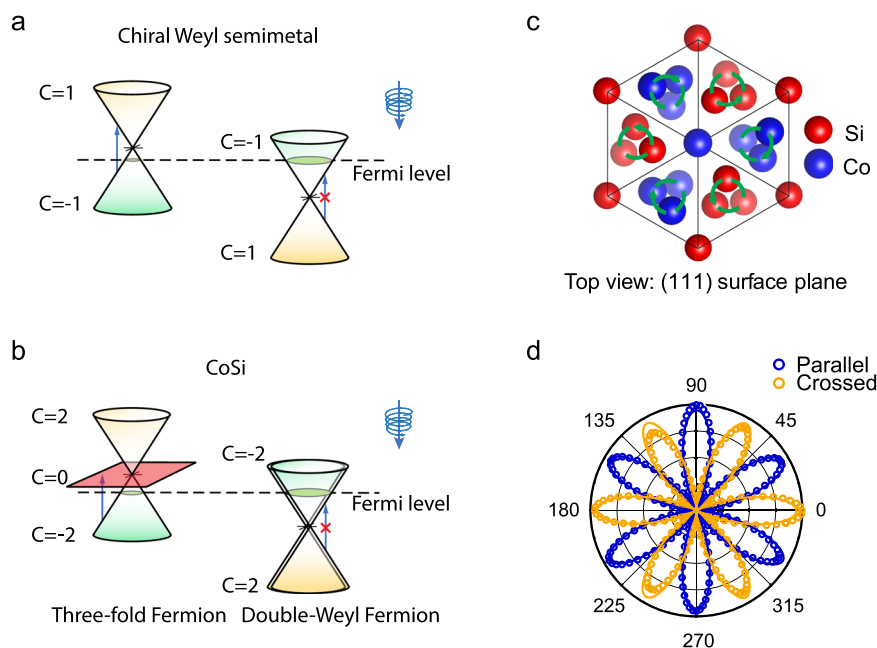 a
Chiral Weyl semimetal
C=1
C=-1
C=-1
Fermi level
C=1
b
CoSi
C=2
C=0
C=-2
C=-2
Fermi level
C=2
Three-fold Fermion
Double-Weyl Fermion
c
Si
Co
Top view: (111) surface plane
d
Parallel
Crossed
90
135
45
180
0
225
315
270